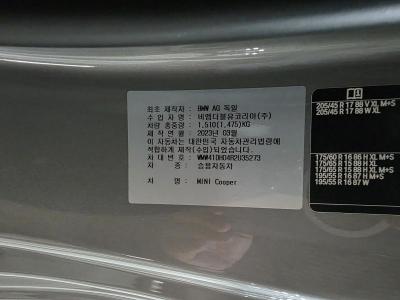 최초 제작자 : BMW AG 독일
수 입 자 명 : 비엠더블유코리아(주)
차량 총중량 : 1,510(1,475)KG
제 작 연 월 : 2023년 03월
이 자동차는 대한민국 자동차관리법령에
적합하게 제작(수입)되었습니다.
차 대 번 호 : WMW41DH04R2U35273
차 종 : 승용자동차
차 명 : MINI Cooper
205/45 R 17 88 V XL M+S
205/45 R 17 88 W XL
175/60 R 16 86 H XL
175/65 R 15 88 H XL M+S
175/65 R 15 88 H XL
195/55 R 16 87 H M+S
195/55 R 16 87 W